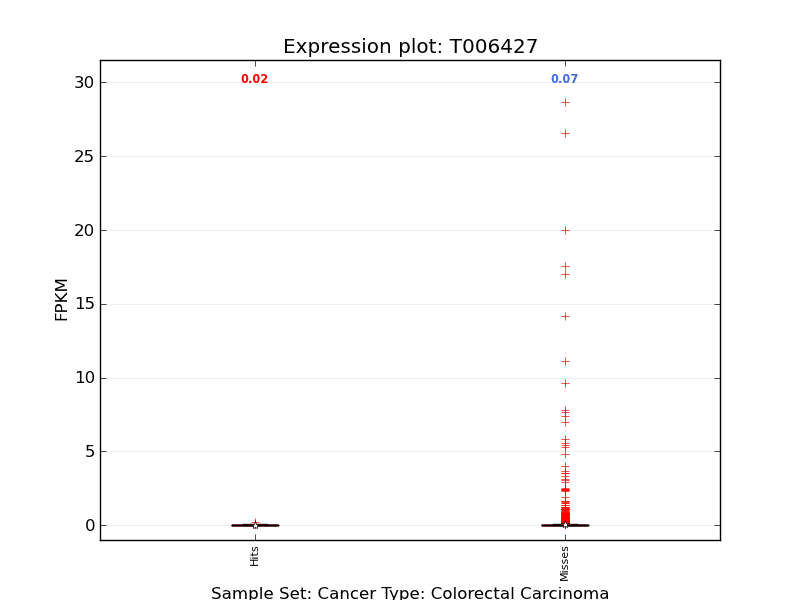 Expression plot: T006427
30
0.02
0.07
25
20
15
10
5
0
FPKM
Hits
Misses
Sample Set: Cancer Type: Colorectal Carcinoma